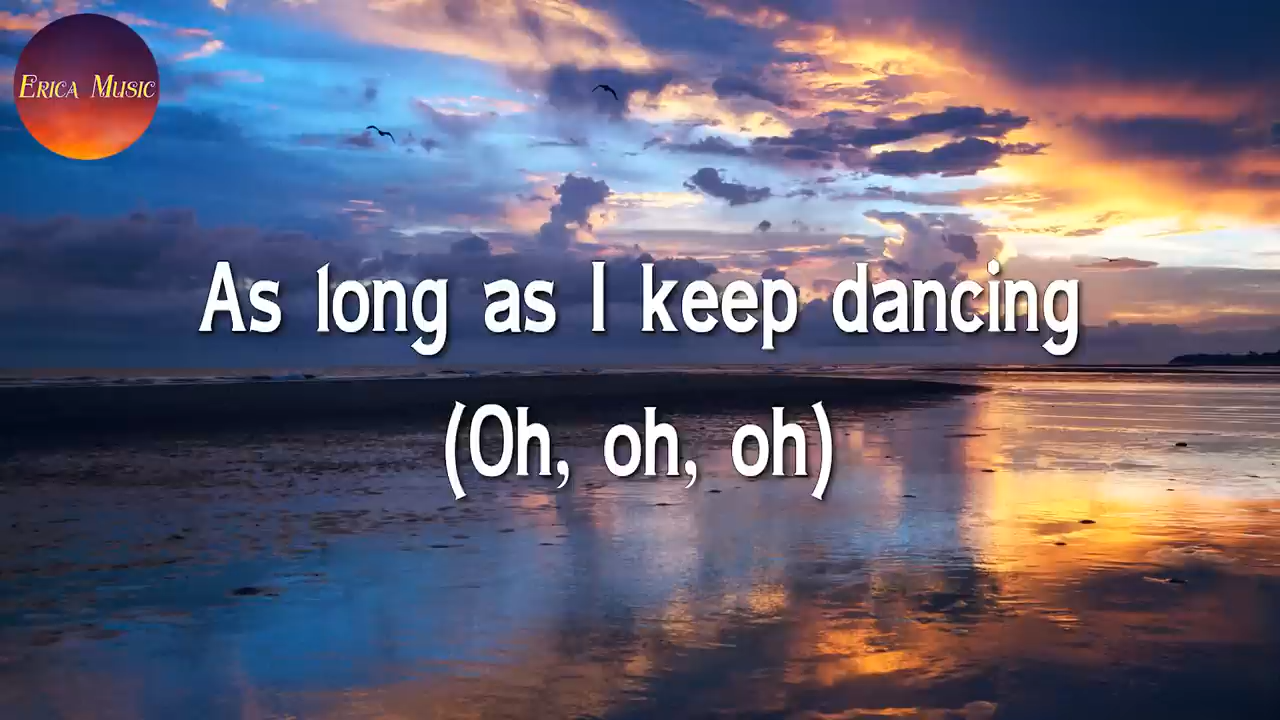 Erica Music
As long as I keep dancing
(Oh, oh, oh)